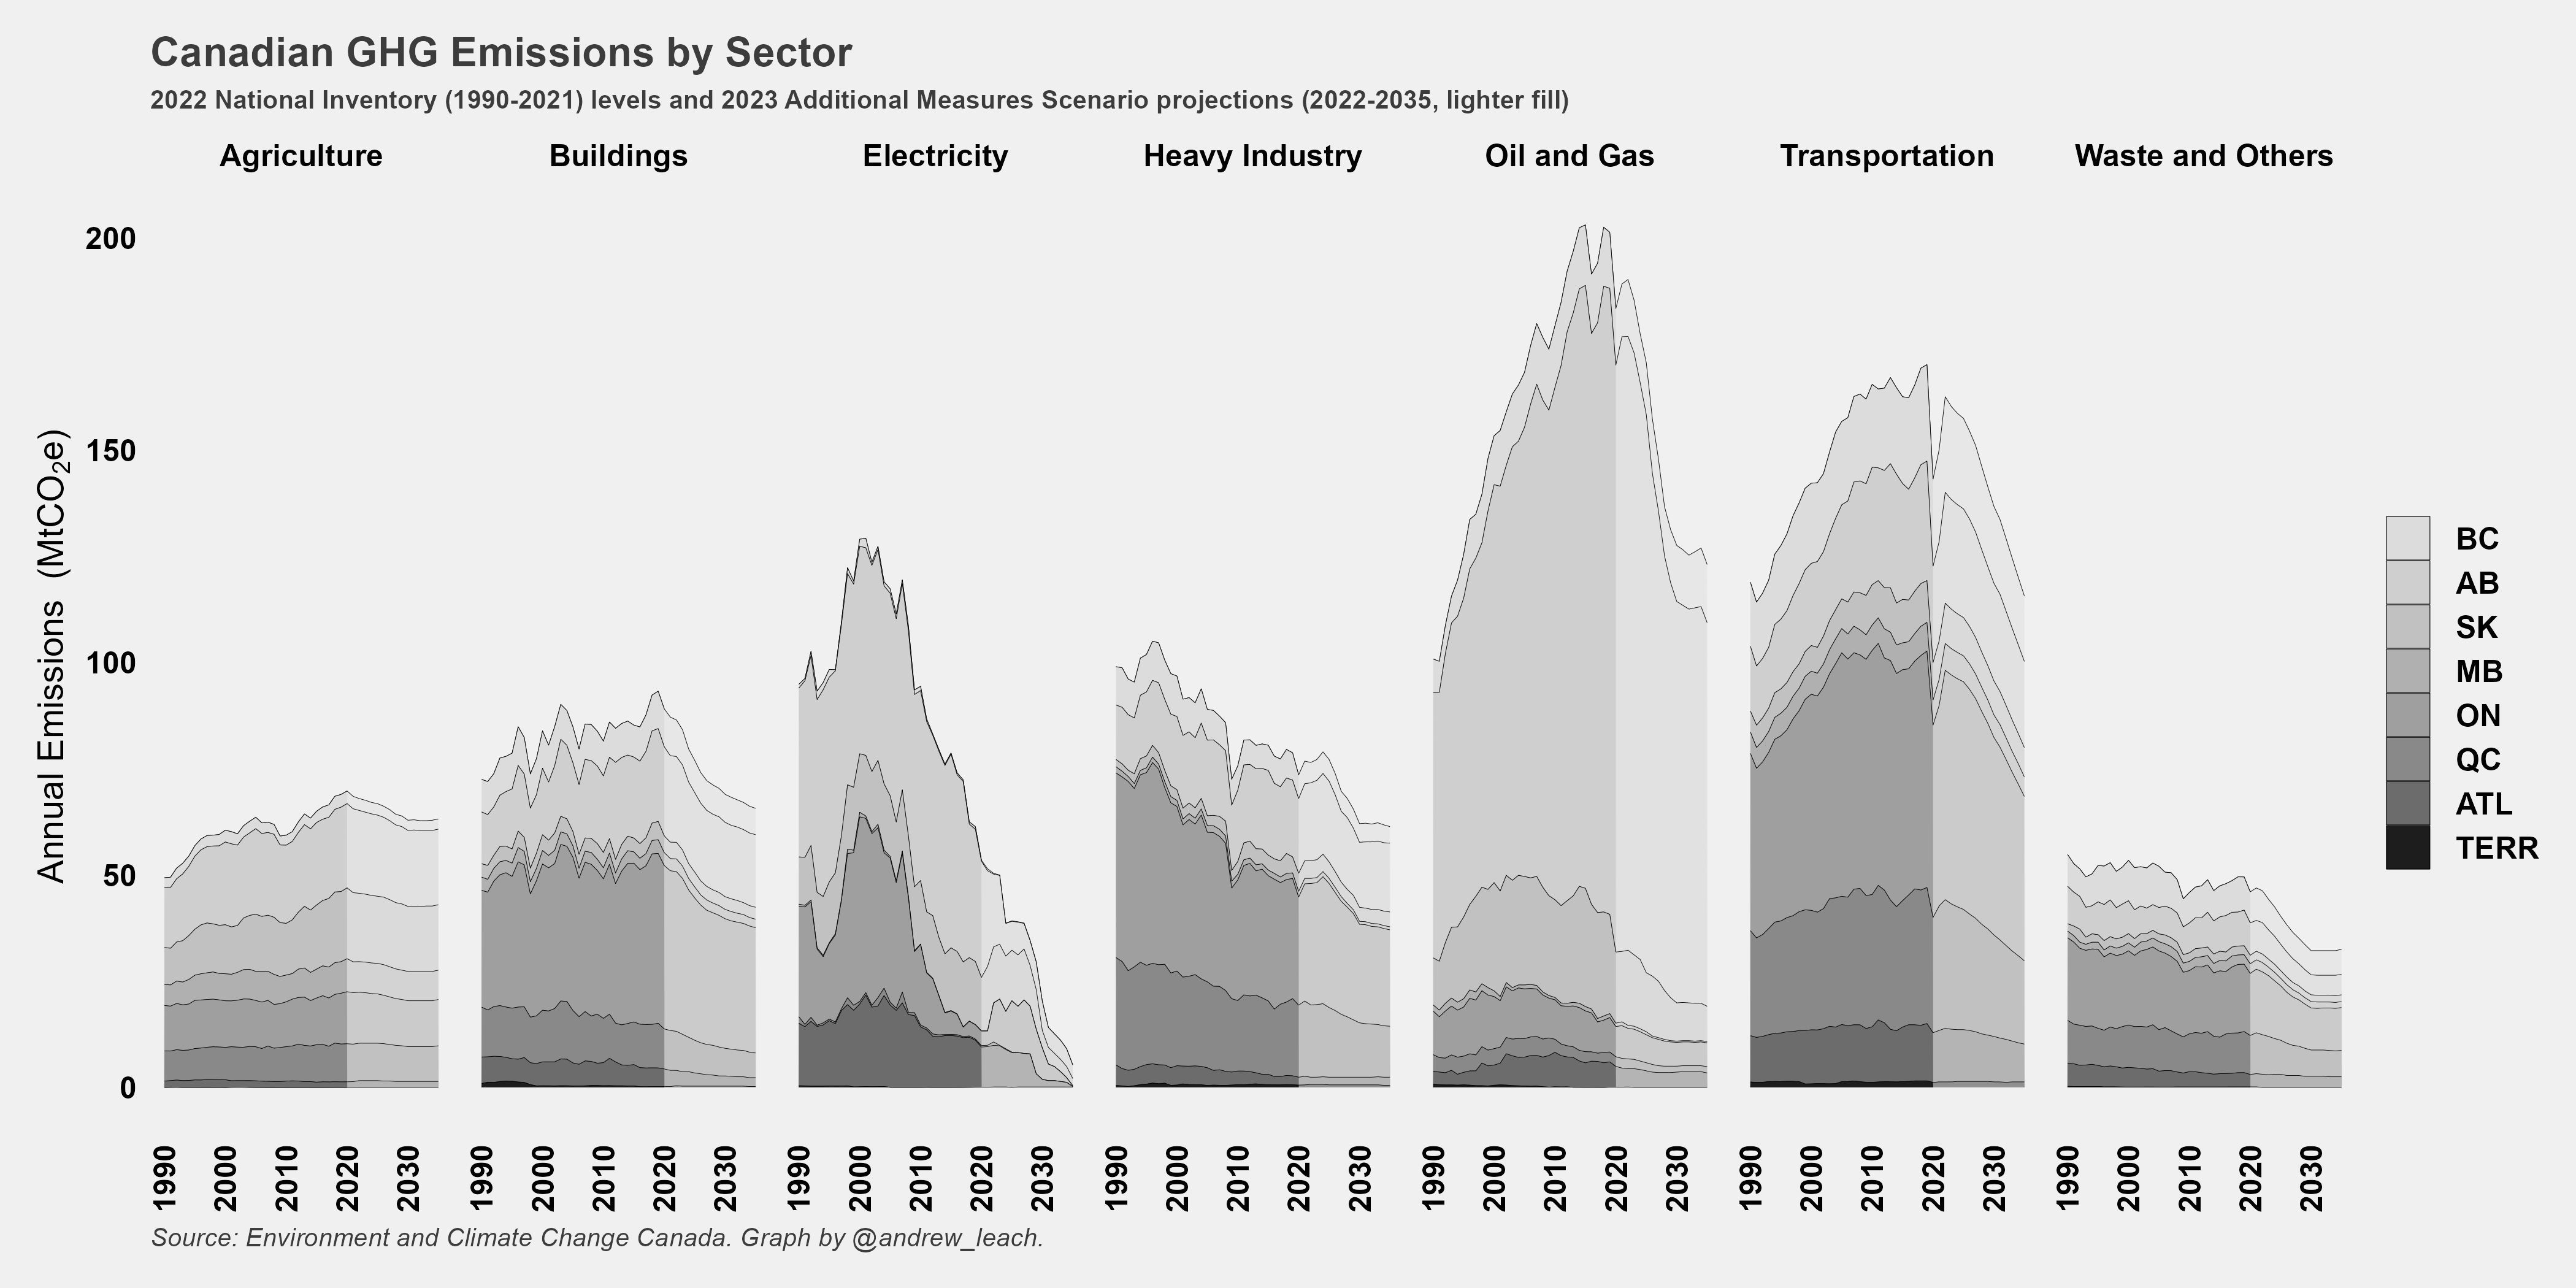 Canadian GHG Emissions by Sector
2022 National Inventory (1990-2021) levels and 2023 Additional Measures Scenario projections (2022-2035, lighter fill)
Agriculture Buildings Electricity Heavy Industry Oil and Gas Transportation Waste and Others
Annual Emissions (MtCO₂e)
200
150
100
50
0
1990 2000 2010 2020 2030 1990 2000 2010 2020 2030 1990 2000 2010 2020 2030 1990 2000 2010 2020 2030 1990 2000 2010 2020 2030 1990 2000 2010 2020 2030 1990 2000 2010 2020 2030
BC
AB
SK
MB
ON
QC
ATL
TERR
Source: Environment and Climate Change Canada. Graph by @andrew_leach.